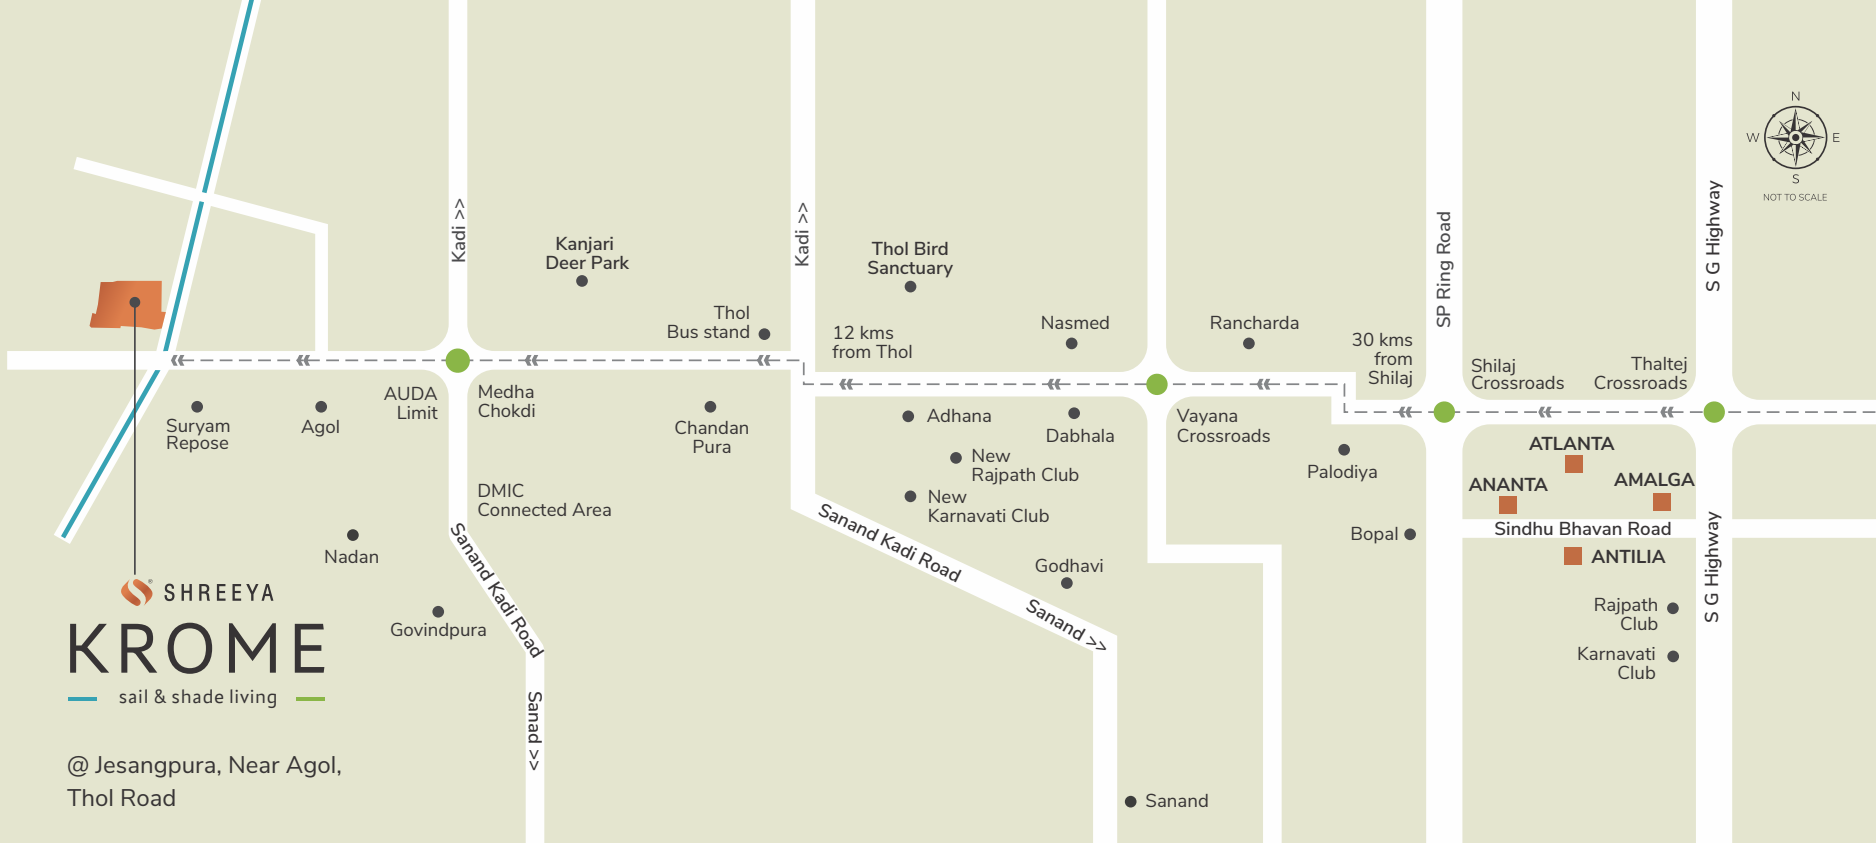 N
W
E
S
NOT TO SCALE
Kadi >>
Kanjari
Deer Park
Kadi >>
Thol Bird
Sanctuary
SP Ring Road
S G Highway
Thol
Bus stand
12 kms
from Thol
Nasmed
Rancharda
30 kms
from
Shilaj
Shilaj
Crossroads
Thaltej
Crossroads
AUDA
Limit
Medha
Chokdi
Suryam
Repose
Agol
Chandan
Pura
Adhana
Dabhala
Vayana
Crossroads
New
Rajpath Club
New
Karnavati Club
Palodiya
ATLANTA
ANANTA
AMALGA
DMIC
Connected Area
Sindhu Bhavan Road
Bopal
ANTILIA
Nadan
Sanand Kadi Road
Sanand Kadi Road
Godhavi
Sanand >>
S G Highway
Rajpath
Club
Karnavati
Club
Govindpura
Sanad >>
Sanand
SHREEYA
KROME
sail & shade living
@ Jesangpura, Near Agol,
Thol Road